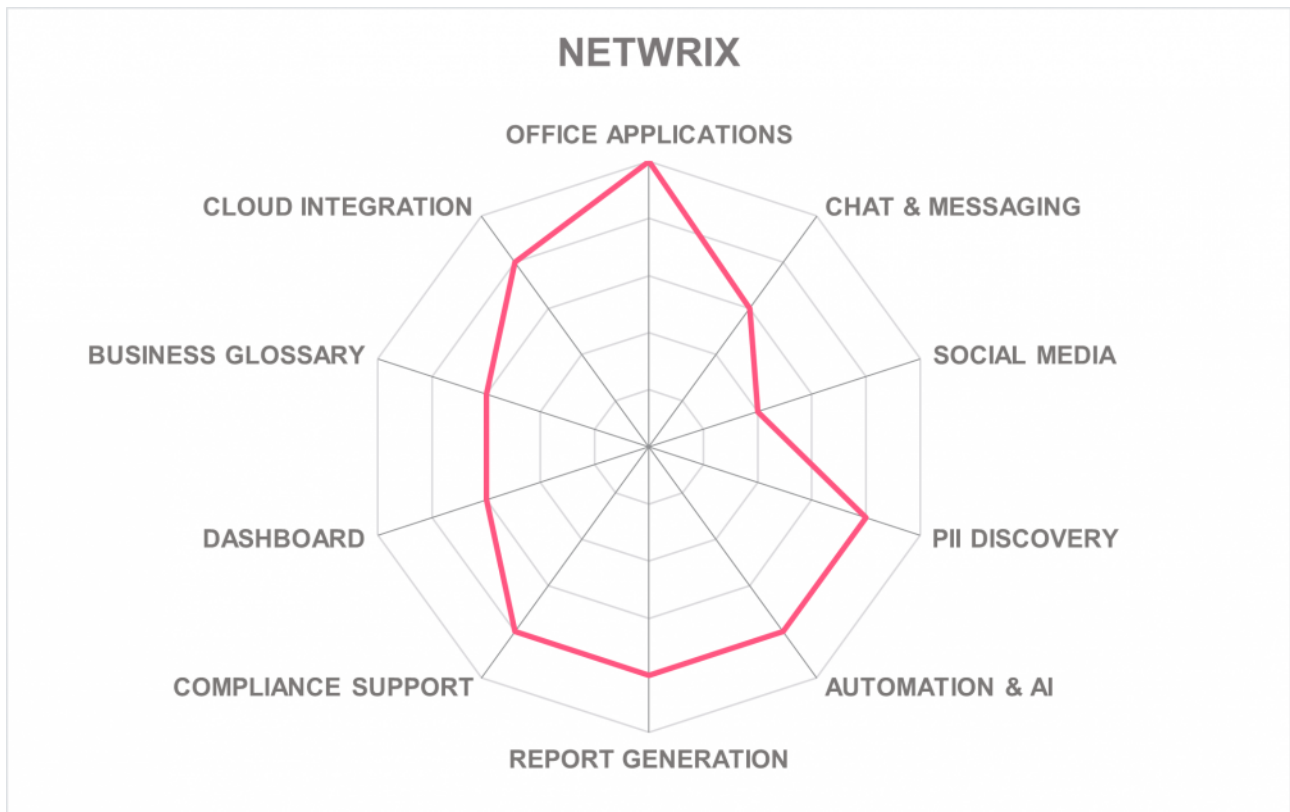 NETWRIX
OFFICE APPLICATIONS
CLOUD INTEGRATION
CHAT & MESSAGING
BUSINESS GLOSSARY
SOCIAL MEDIA
DASHBOARD
PII DISCOVERY
COMPLIANCE SUPPORT
AUTOMATION & AI
REPORT GENERATION